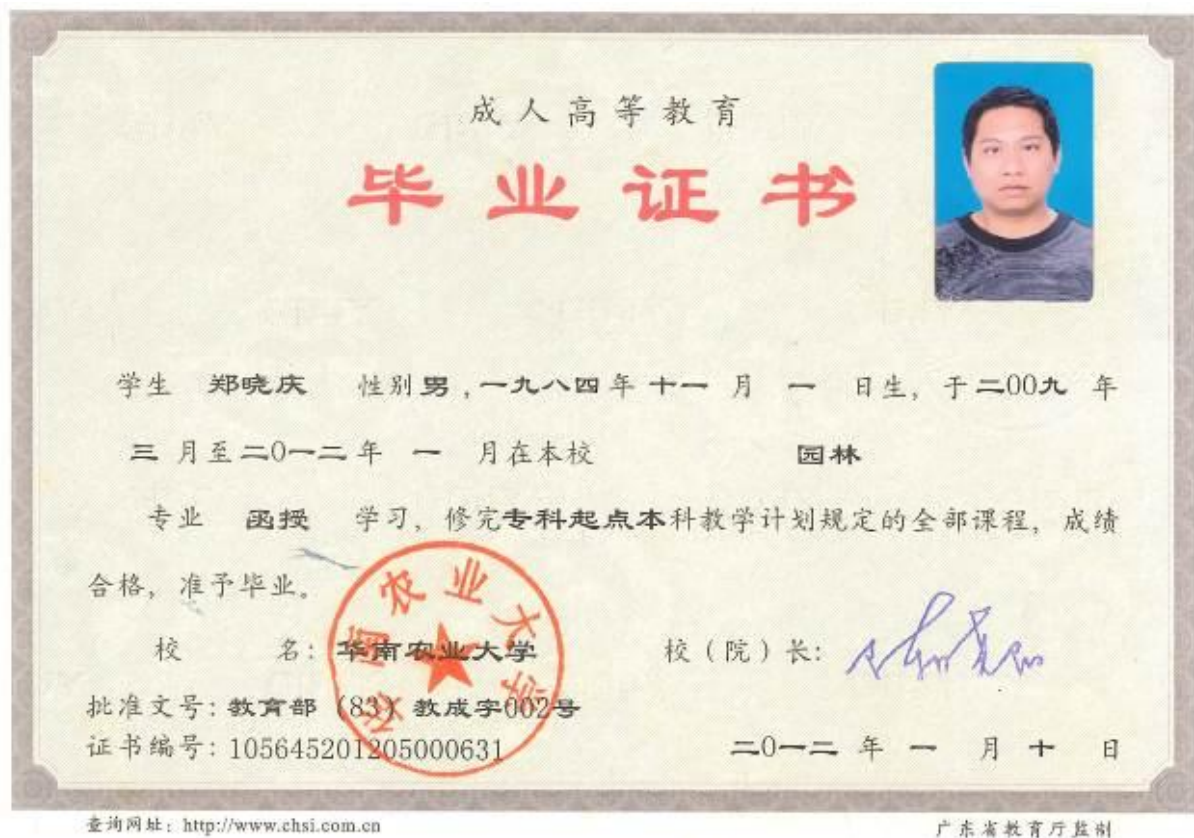 成人高等教育
毕业证书
学生 郑晓庆 性别男,一九八四年十一月一日生,于二00九年
三月至二0一二年一月在本校 园林
专业 函授 学习,修完专科起点本科教学计划规定的全部课程,成绩
合格,准予毕业。
华南农业大学
校 名:华南农业大学 校(院)长:
批准文号:教育部(83)教成字002号
证书编号:105645201205000631 二0一二年一月十日
查询网址:http://www.chsi.com.cn 广东省教育厅监制